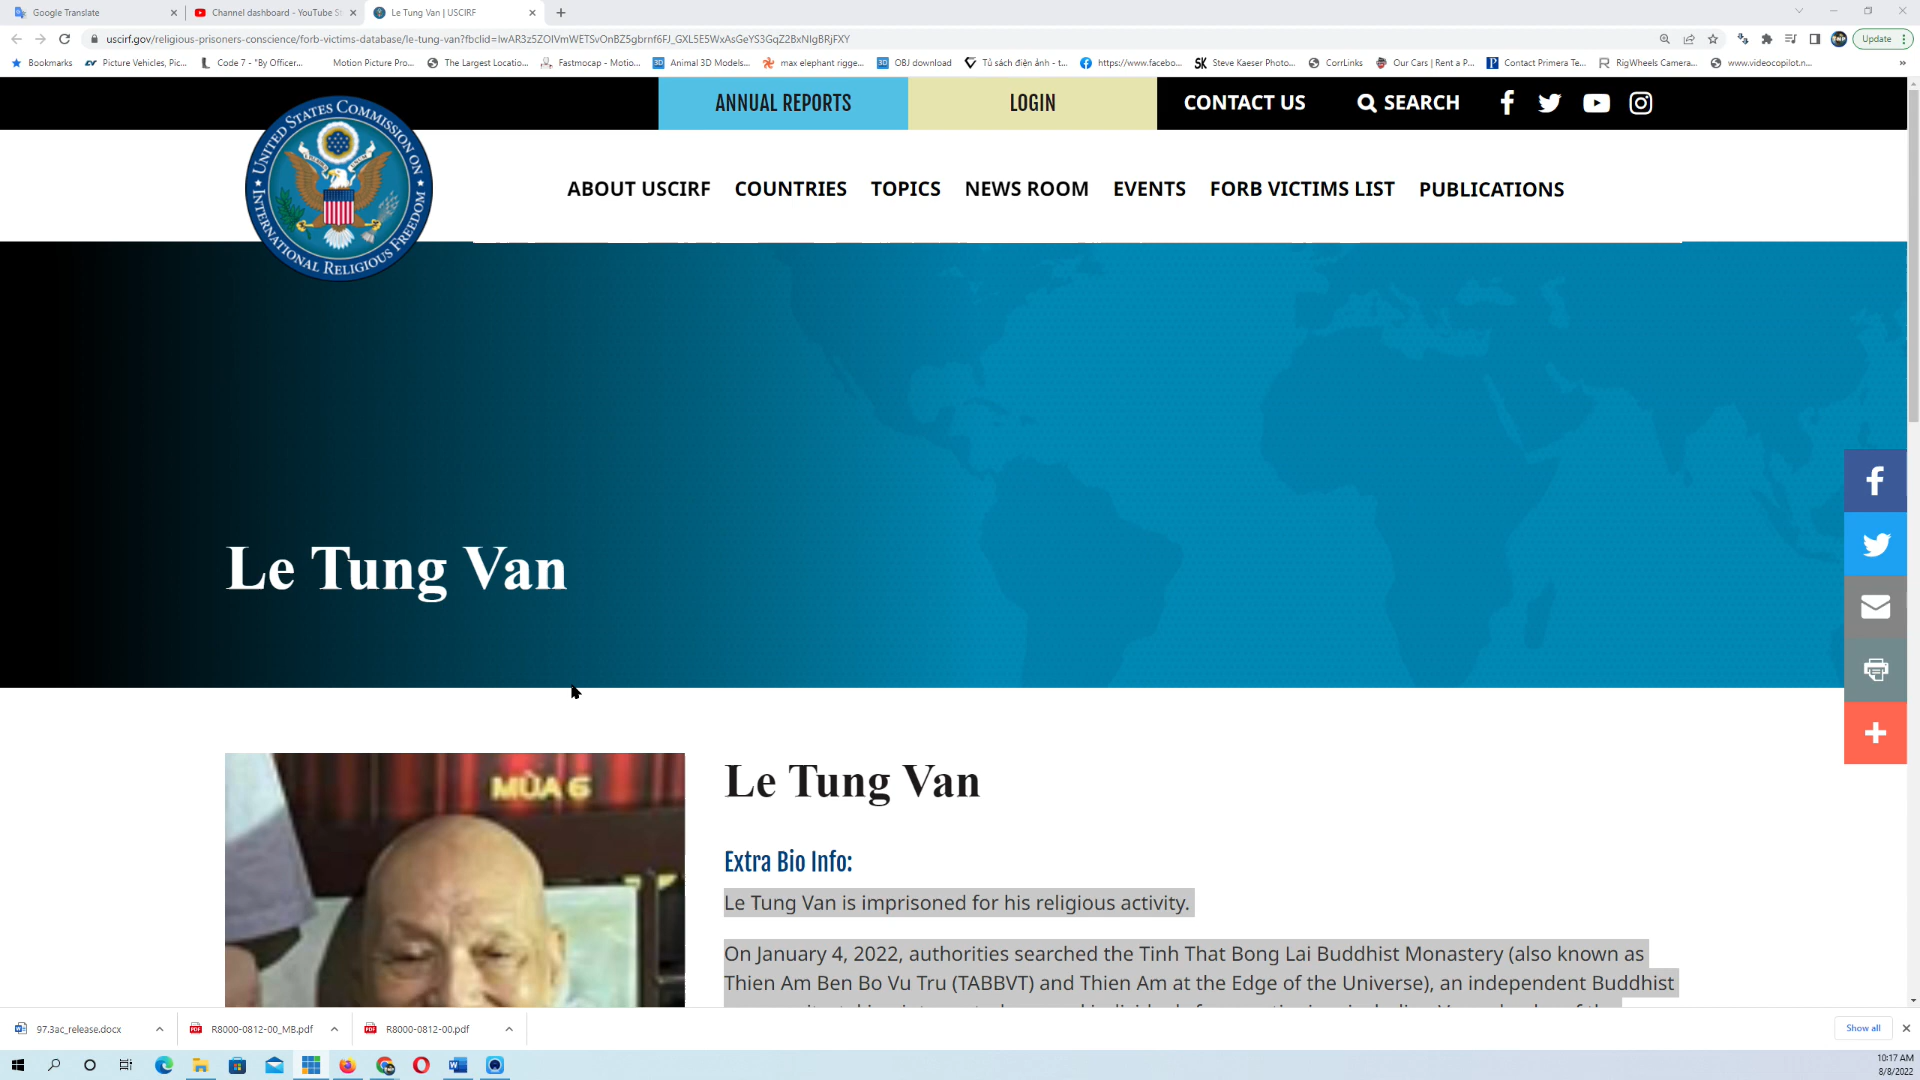 Google Translate
Channel dashboard - YouTube St
Le Tung Van | USCIRF
uscirf.gov/religious-prisoners-conscience/forb-victims-database/le-tung-van?fbclid=IwAR3z5ZOIVmWETSvOnBZ5gbrnf6FJ_GXL5E5WxAsGeYS3GqZ2BxNIgBRjFXY
Update
Bookmarks
Picture Vehicles, Pic...
Code 7 - "By Officer...
Motion Picture Pro...
The Largest Locatio...
Fastmocap - Motio...
Animal 3D Models...
max elephant rigge...
OBJ download
Tủ sách điện ảnh - t...
https://www.facebo...
Steve Kaeser Photo...
CorrLinks
Our Cars | Rent a P...
Contact Primera Te...
RigWheels Camera...
www.videocopilot.n...
ANNUAL REPORTS
LOGIN
CONTACT US
SEARCH
UNITED STATES COMMISSION ON INTERNATIONAL RELIGIOUS FREEDOM
ABOUT USCIRF
COUNTRIES
TOPICS
NEWS ROOM
EVENTS
FORB VICTIMS LIST
PUBLICATIONS
Le Tung Van
MÙA 6
Le Tung Van
Extra Bio Info:
Le Tung Van is imprisoned for his religious activity.
On January 4, 2022, authorities searched the Tinh That Bong Lai Buddhist Monastery (also known as
Thien Am Ben Bo Vu Tru (TABBVT) and Thien Am at the Edge of the Universe), an independent Buddhist
97.3ac_release.docx
R8000-0812-00_MB.pdf
R8000-0812-00.pdf
Show all
10:17 AM
8/8/2022